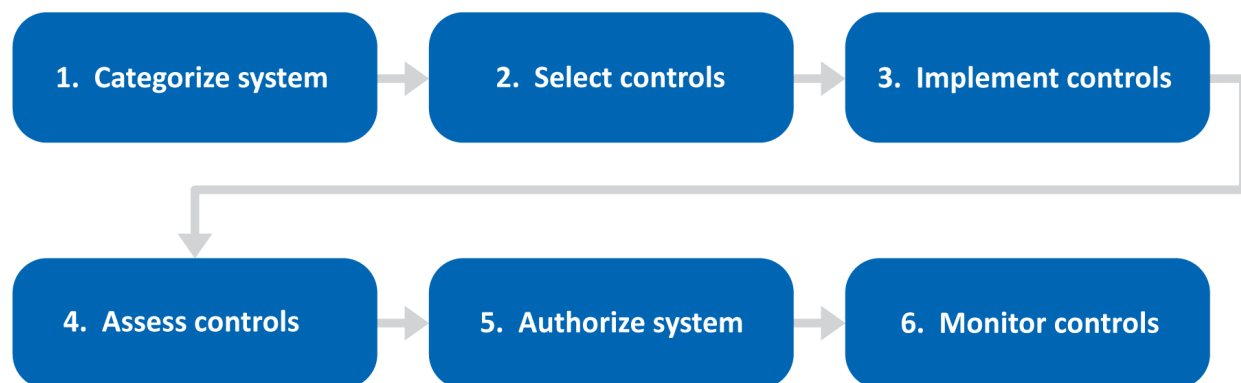 1. Categorize system
2. Select controls
3. Implement controls
4. Assess controls
5. Authorize system
6. Monitor controls